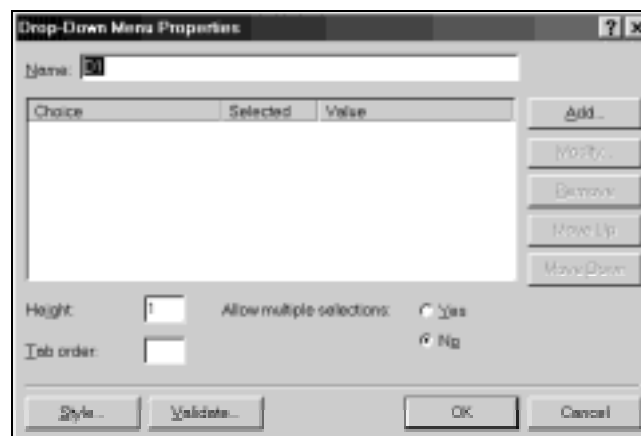 Drop-Down Menu Properties
Name: D1
Choice Selected Value
Add...
Modify...
Remove
Move Up
Move Down
Height: 1 Allow multiple selections: Yes
No
Tab order:
Style... Validate... OK Cancel